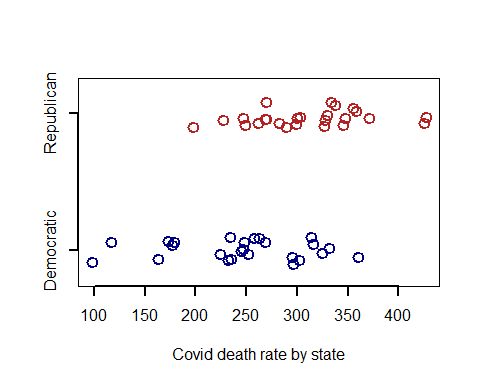 Republican
Democratic
100 150 200 250 300 350 400
Covid death rate by state